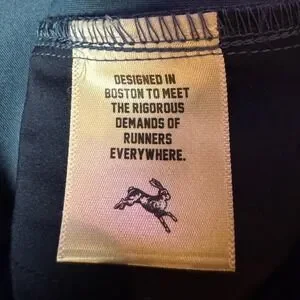 DESIGNED IN
BOSTON TO MEET
THE RIGOROUS
DEMANDS OF
RUNNERS
EVERYWHERE.